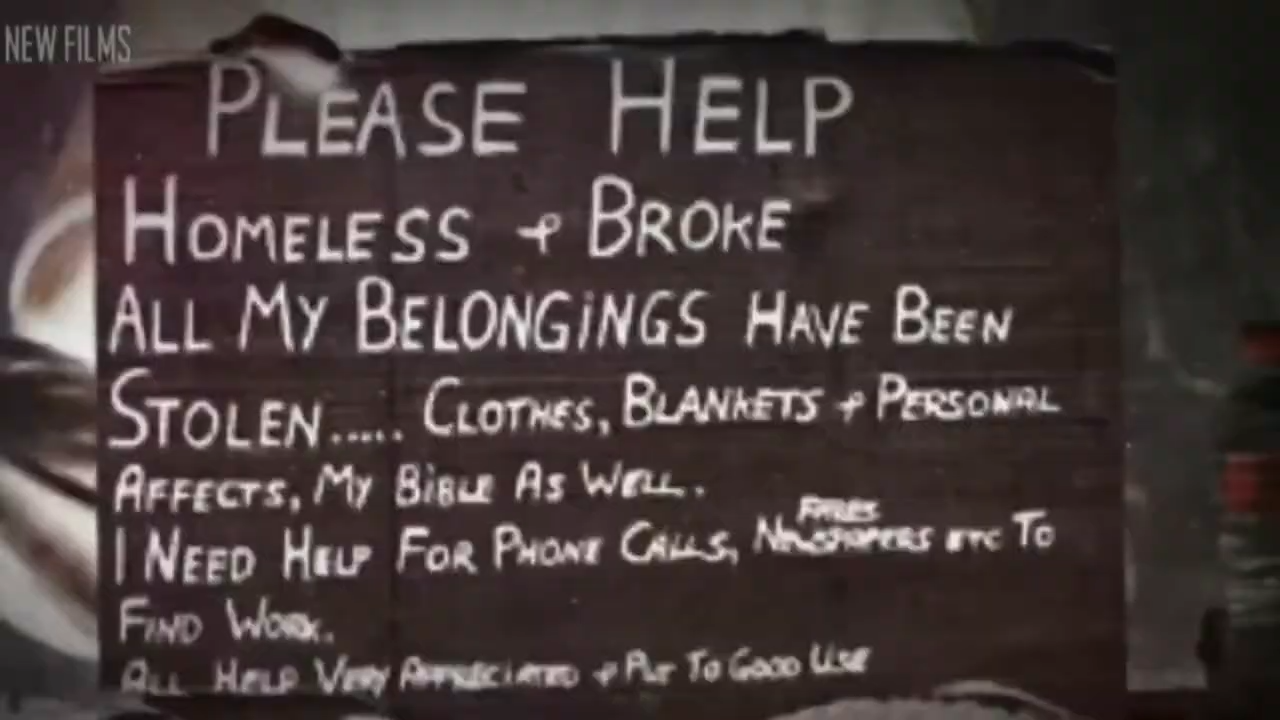 NEW FILMS
PLEASE HELP
HOMELESS + BROKE
ALL MY BELONGINGS HAVE BEEN
STOLEN..... CLOTHES, BLANKETS + PERSONAL
AFFECTS, MY BIBLE AS WELL.
FARES
I NEED HELP FOR PHONE CALLS, NEWSPAPERS ETC TO
FIND WORK.
ALL HELP VERY APPRECIATED + PUT TO GOOD USE